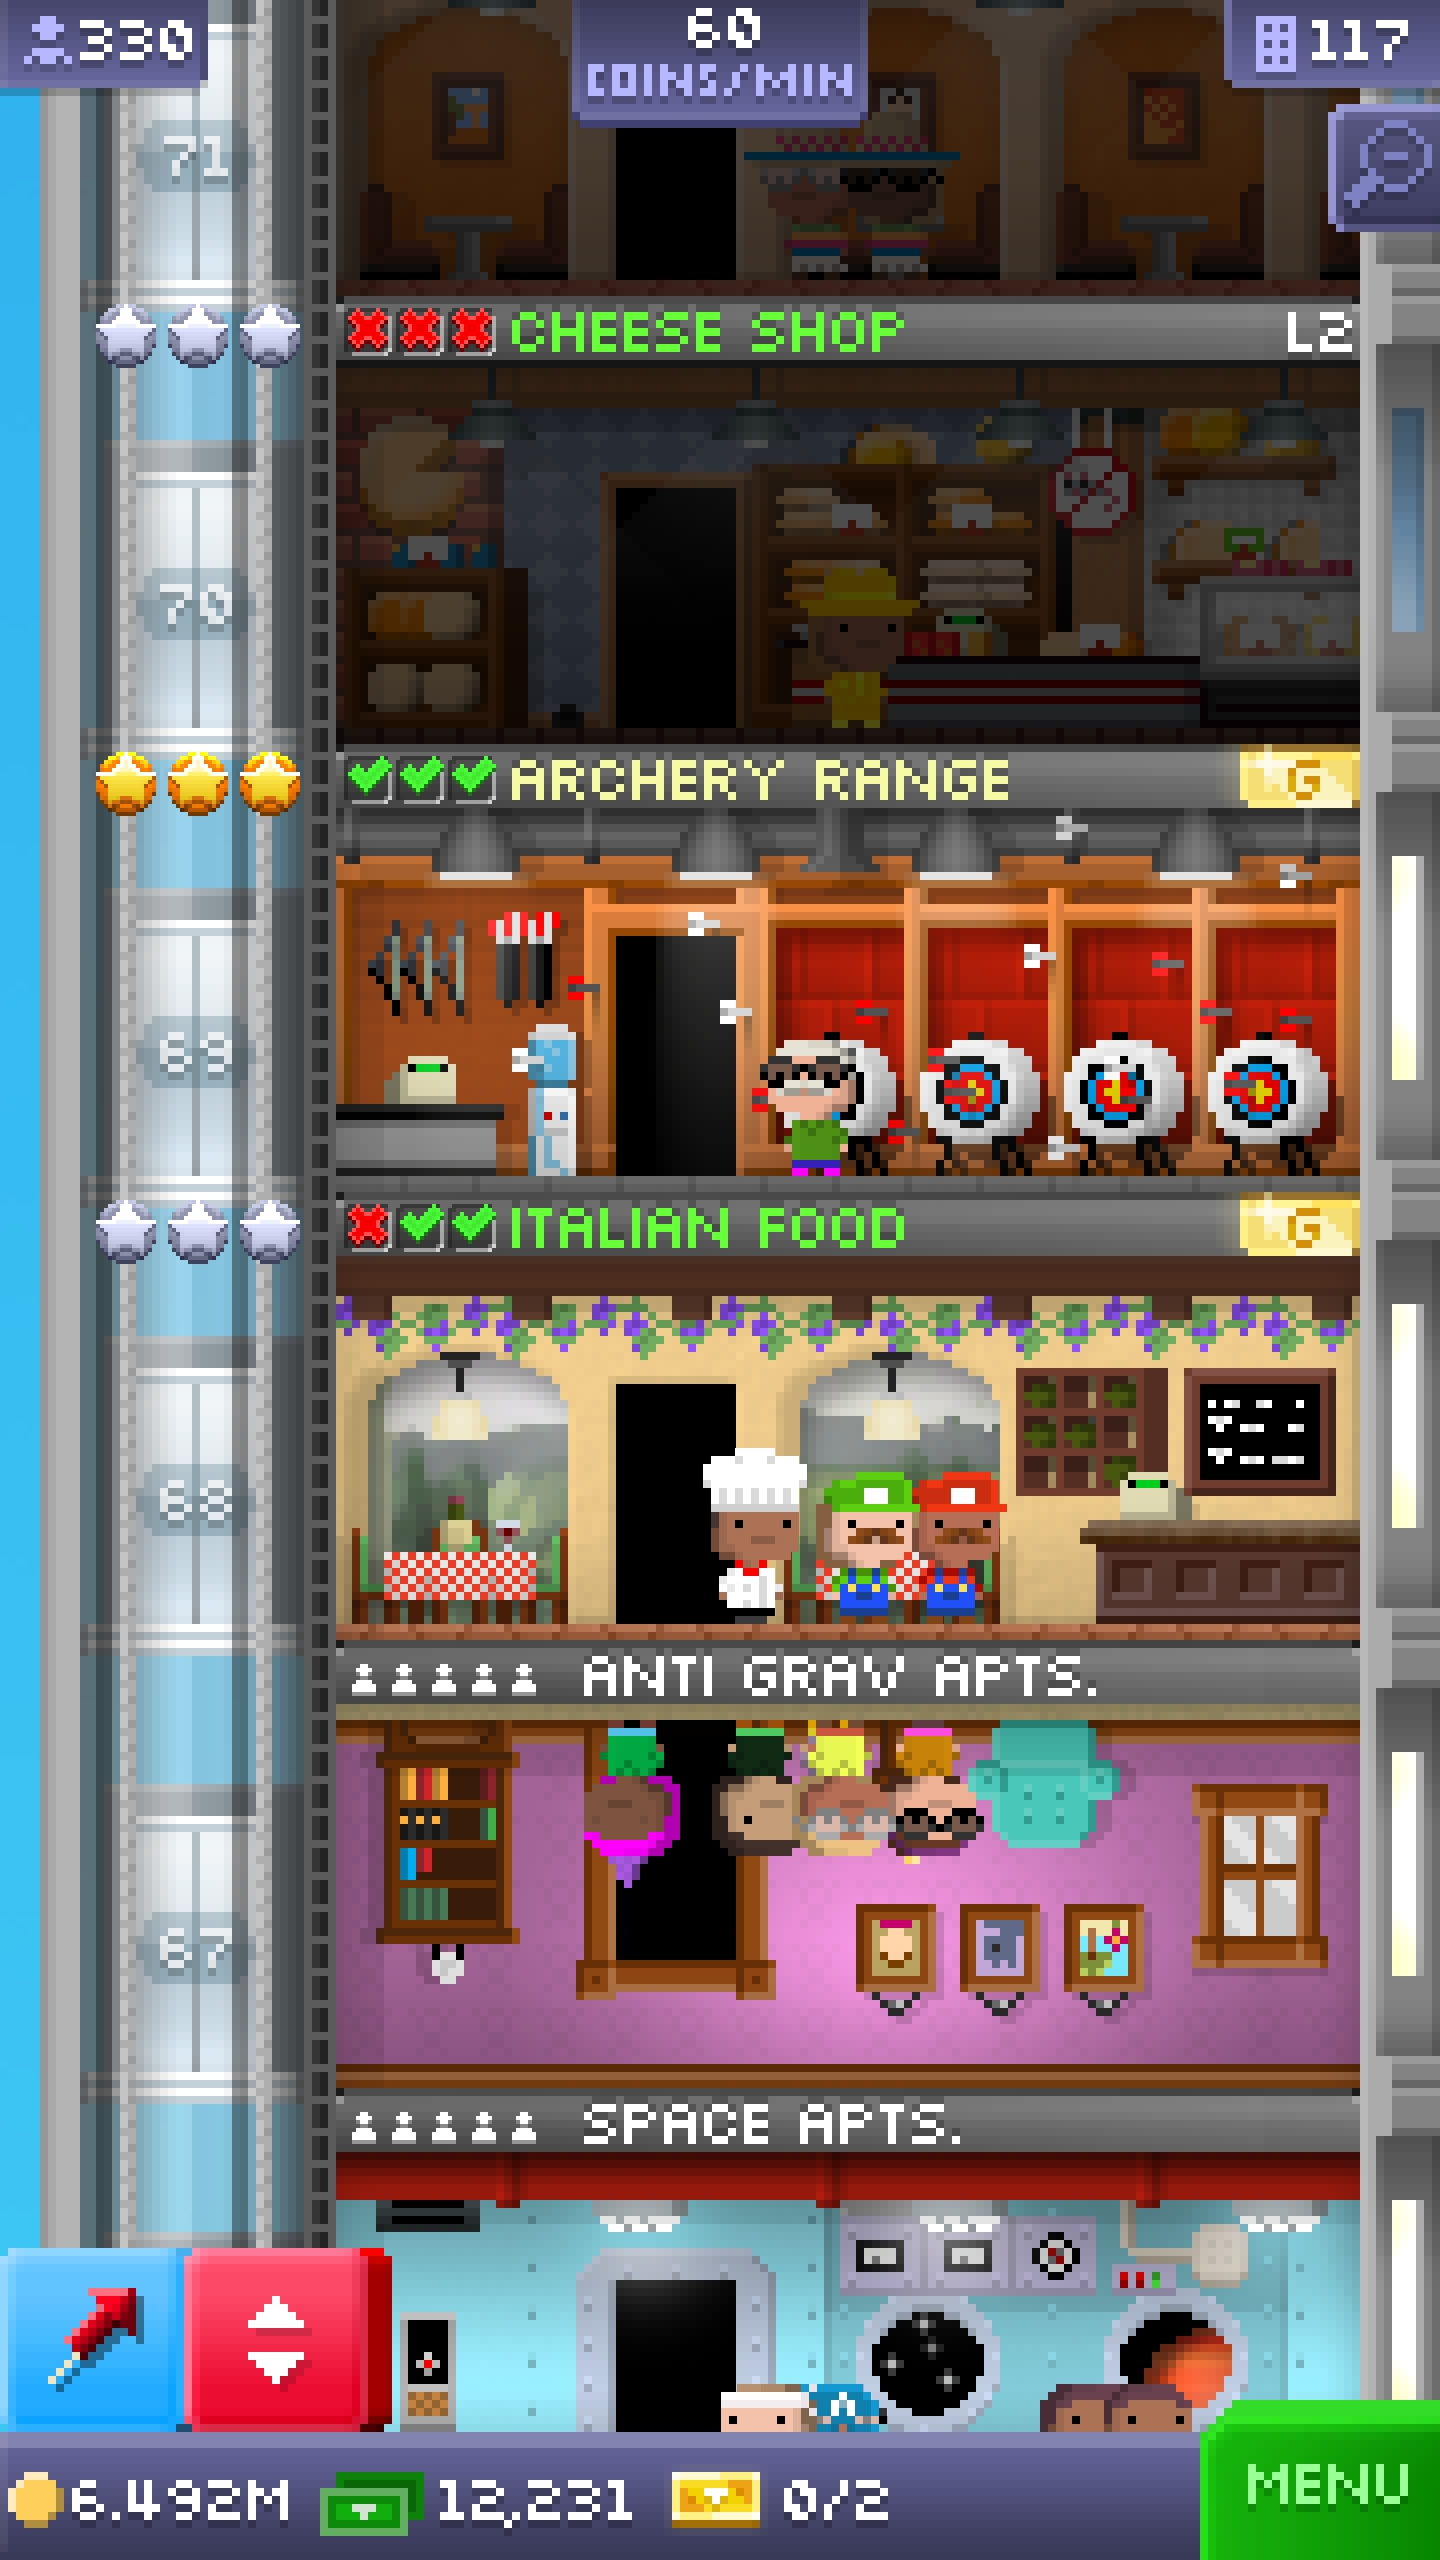 330
60
COINS/MIN
117
71
CHEESE SHOP
L2
70
ARCHERY RANGE
G
69
ITALIAN FOOD
G
68
ANTI GRAV APTS.
67
SPACE APTS.
6.492M
12,231
0/2
MENU